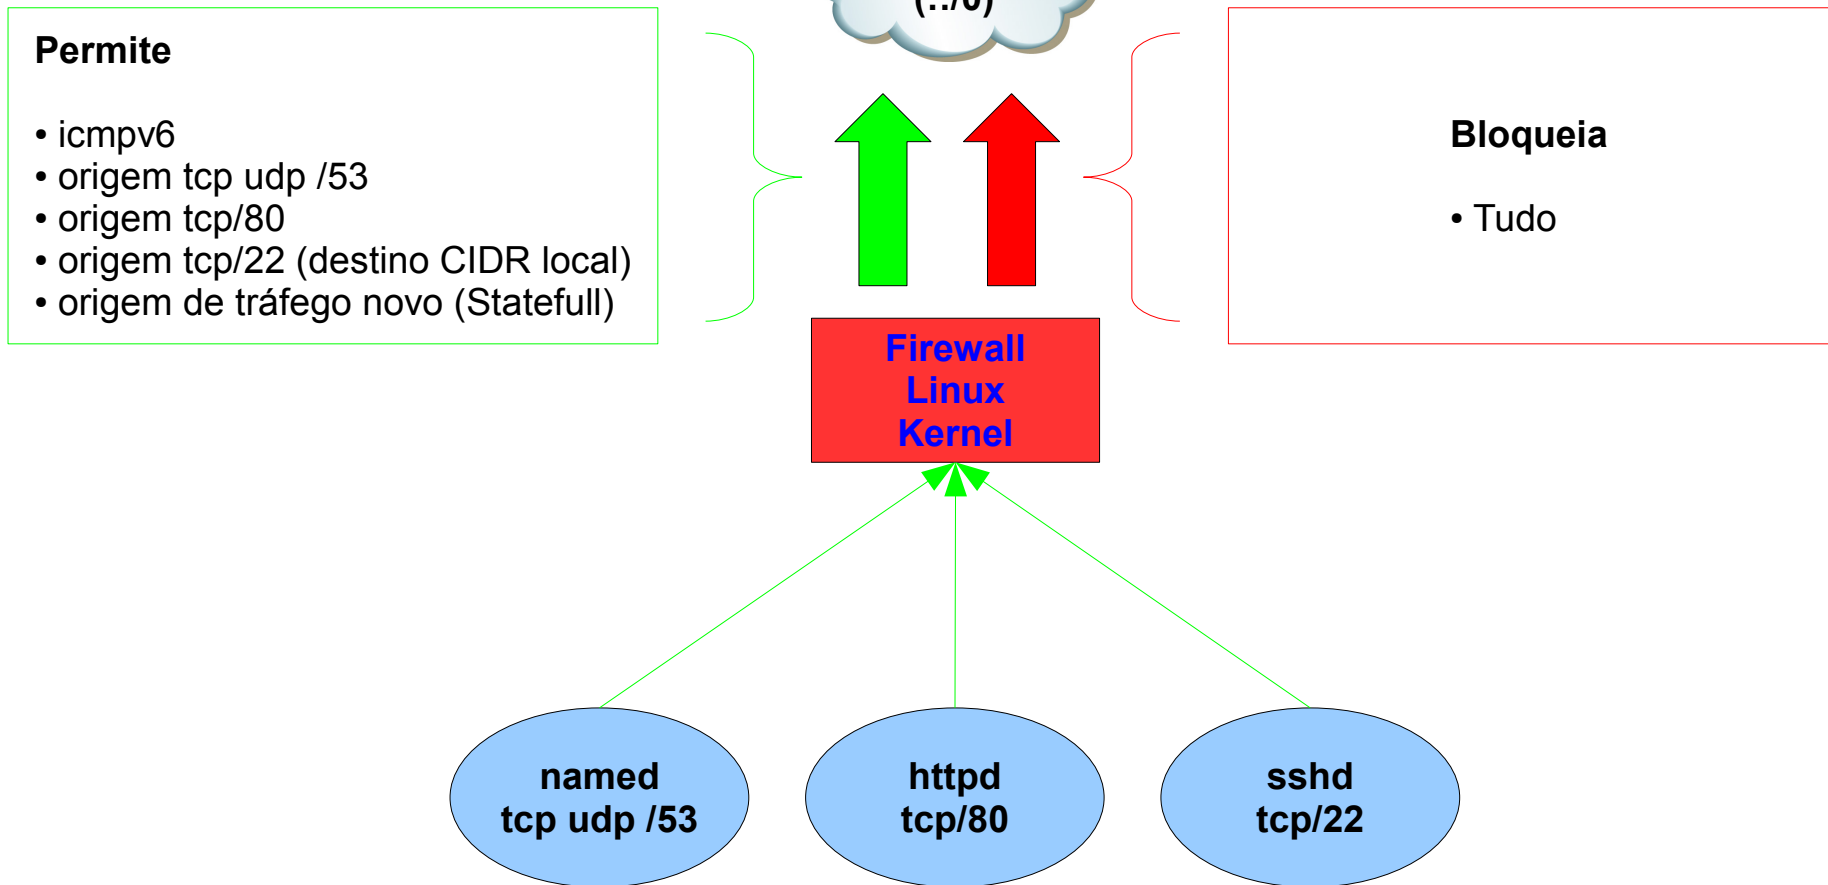 (::/0)
Permite
• icmpv6
• origem tcp udp /53
• origem tcp/80
• origem tcp/22 (destino CIDR local)
• origem de tráfego novo (Statefull)
Bloqueia
• Tudo
Firewall
Linux
Kernel
named
tcp udp /53
httpd
tcp/80
sshd
tcp/22